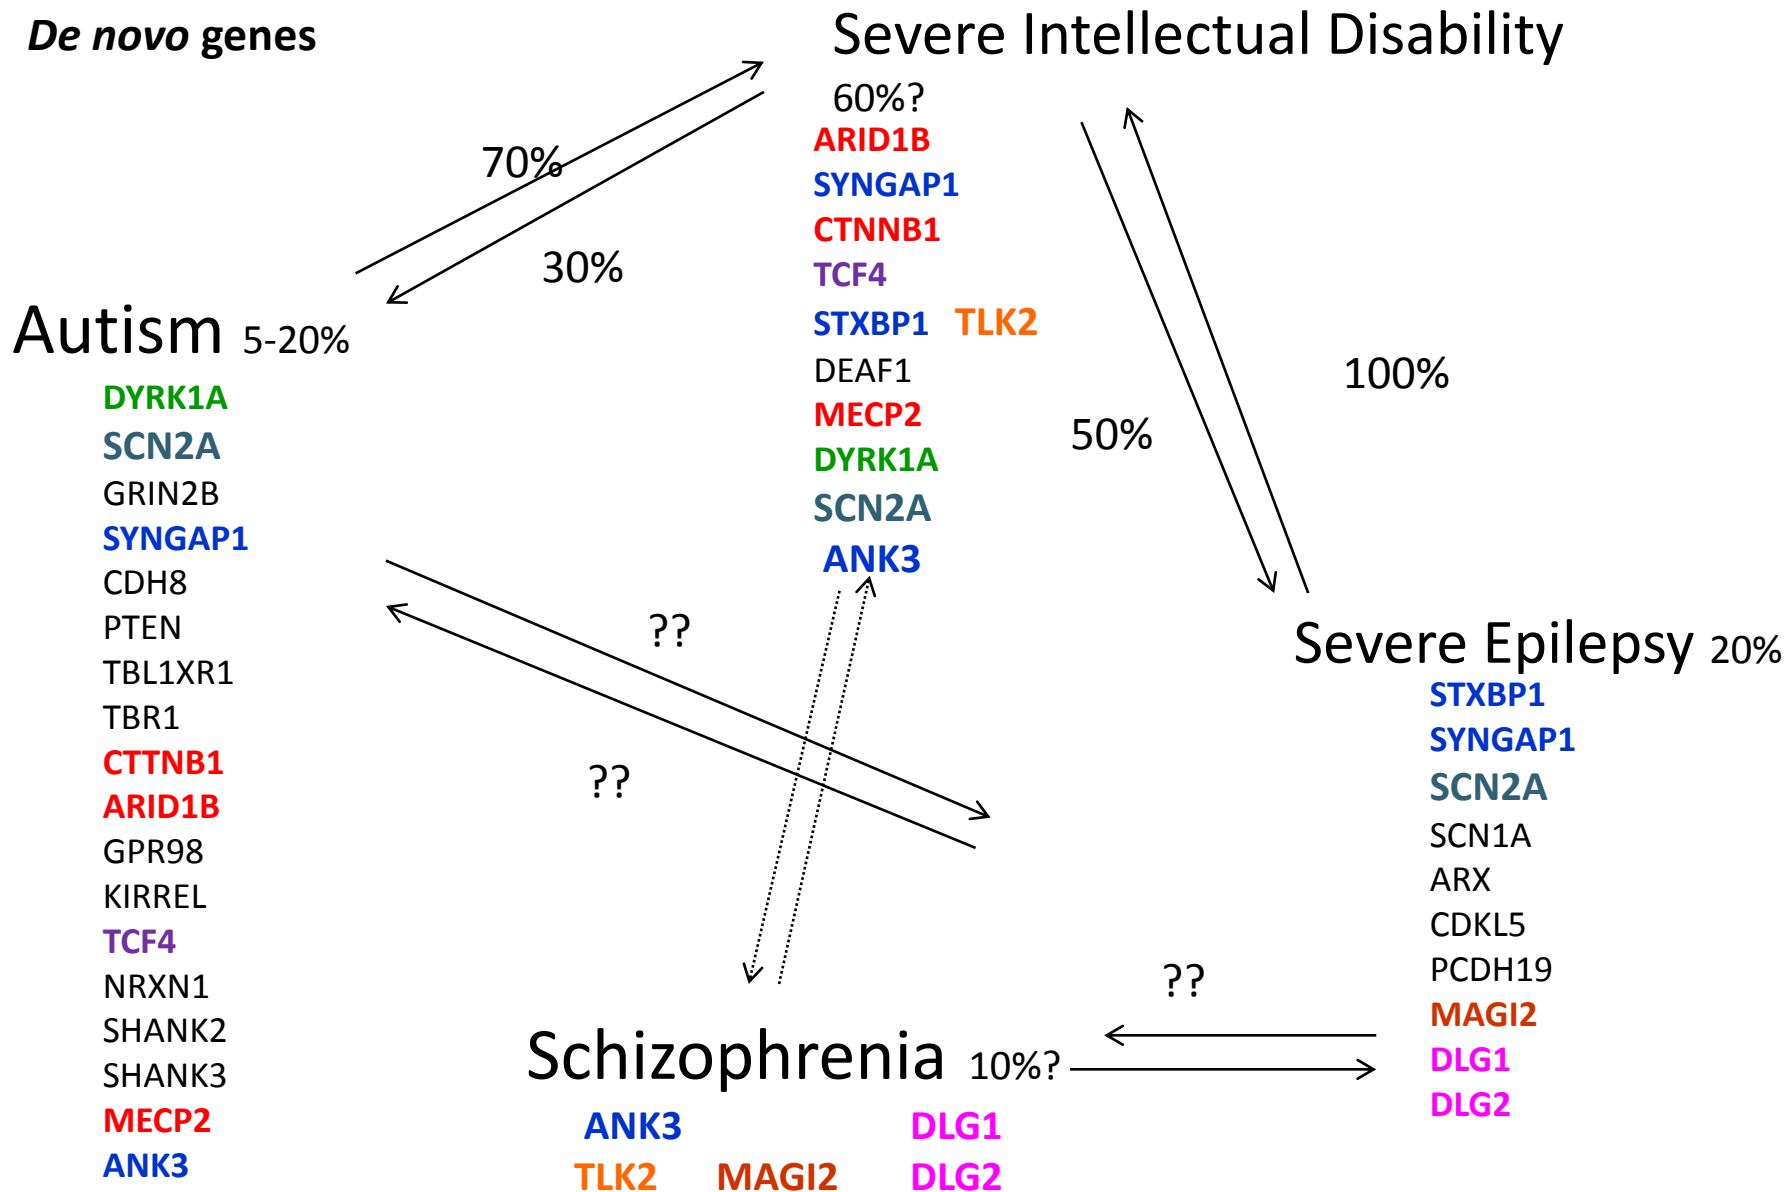 De novo genes
Severe Intellectual Disability
60%?
ARID1B
SYNGAP1
CTNNB1
TCF4
STXBP1 TLK2
DEAF1
MECP2
DYRK1A
SCN2A
ANK3
70%
30%
Autism 5-20%
DYRK1A
SCN2A
GRIN2B
SYNGAP1
CDH8
PTEN
TBL1XR1
TBR1
CTTNB1
ARID1B
GPR98
KIRREL
TCF4
NRXN1
SHANK2
SHANK3
MECP2
ANK3
100%
50%
??
??
Severe Epilepsy 20%
STXBP1
SYNGAP1
SCN2A
SCN1A
ARX
CDKL5
PCDH19
MAGI2
DLG1
DLG2
??
Schizophrenia 10%?
ANK3 DLG1
TLK2 MAGI2 DLG2